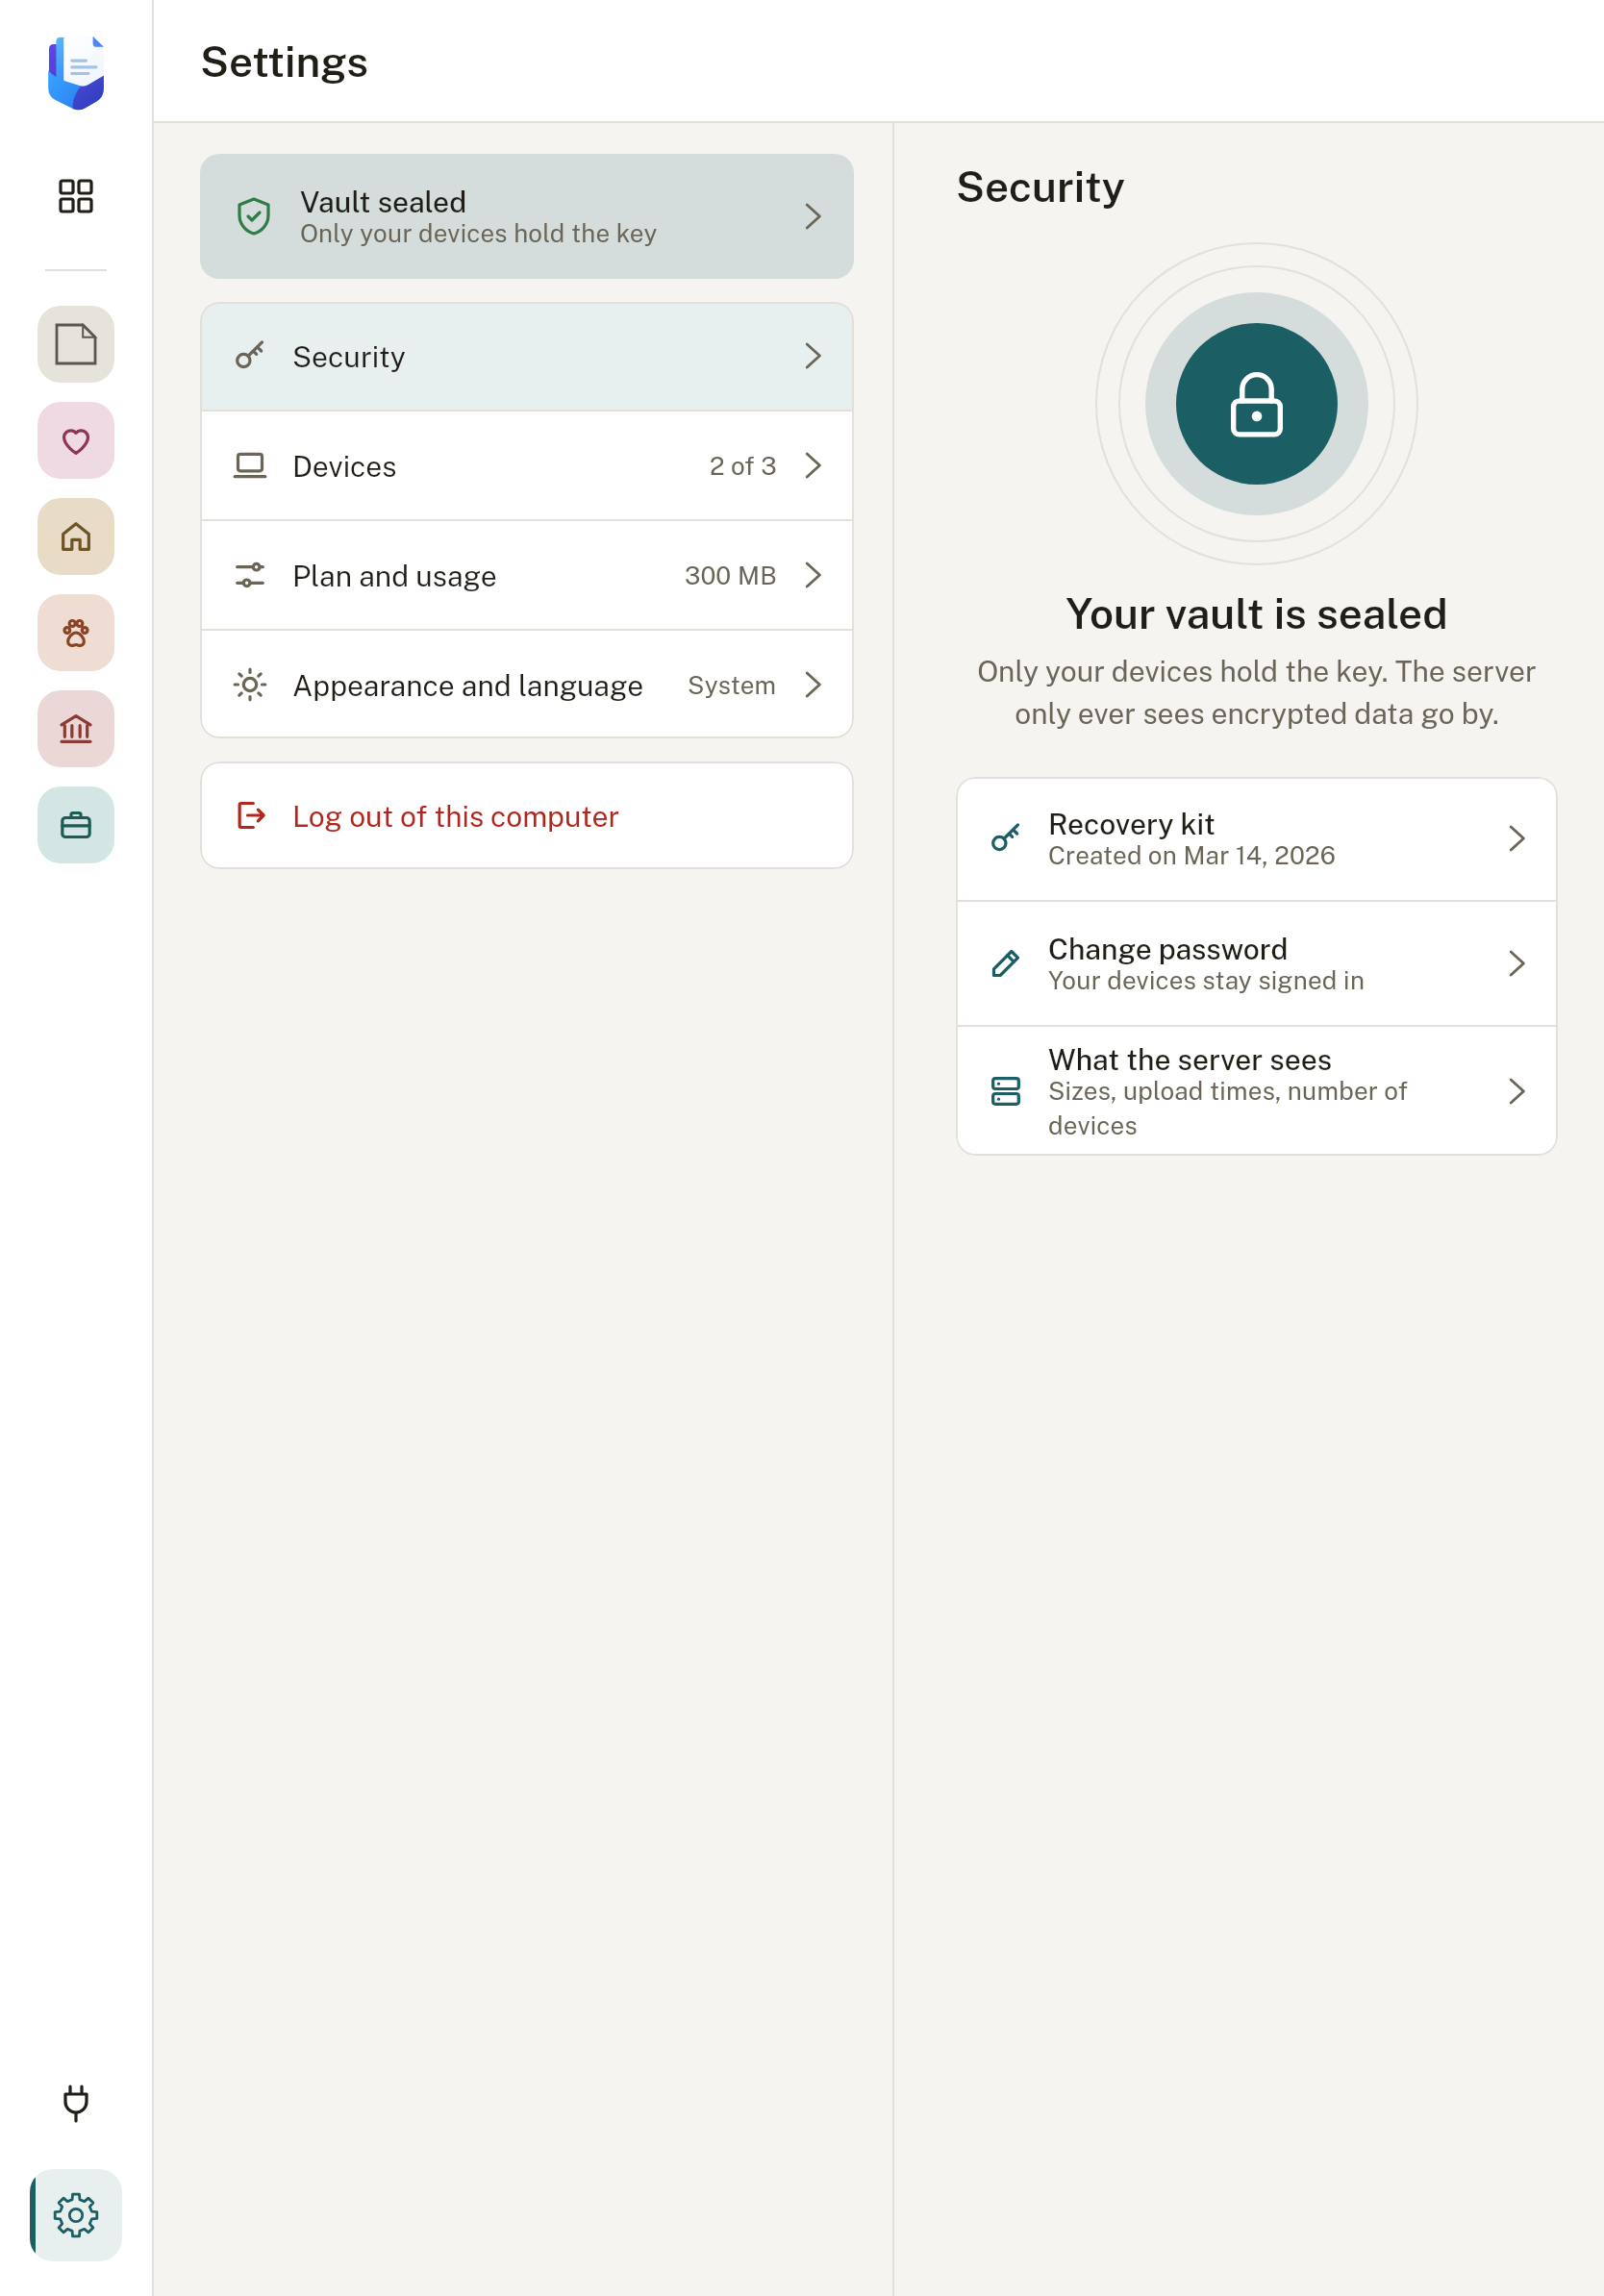 Settings
Vault sealed
Only your devices hold the key
Security
Devices
2 of 3
Plan and usage
300 MB
Appearance and language
System
Log out of this computer
Security
Your vault is sealed
Only your devices hold the key. The server
only ever sees encrypted data go by.
Recovery kit
Created on Mar 14, 2026
Change password
Your devices stay signed in
What the server sees
Sizes, upload times, number of
devices